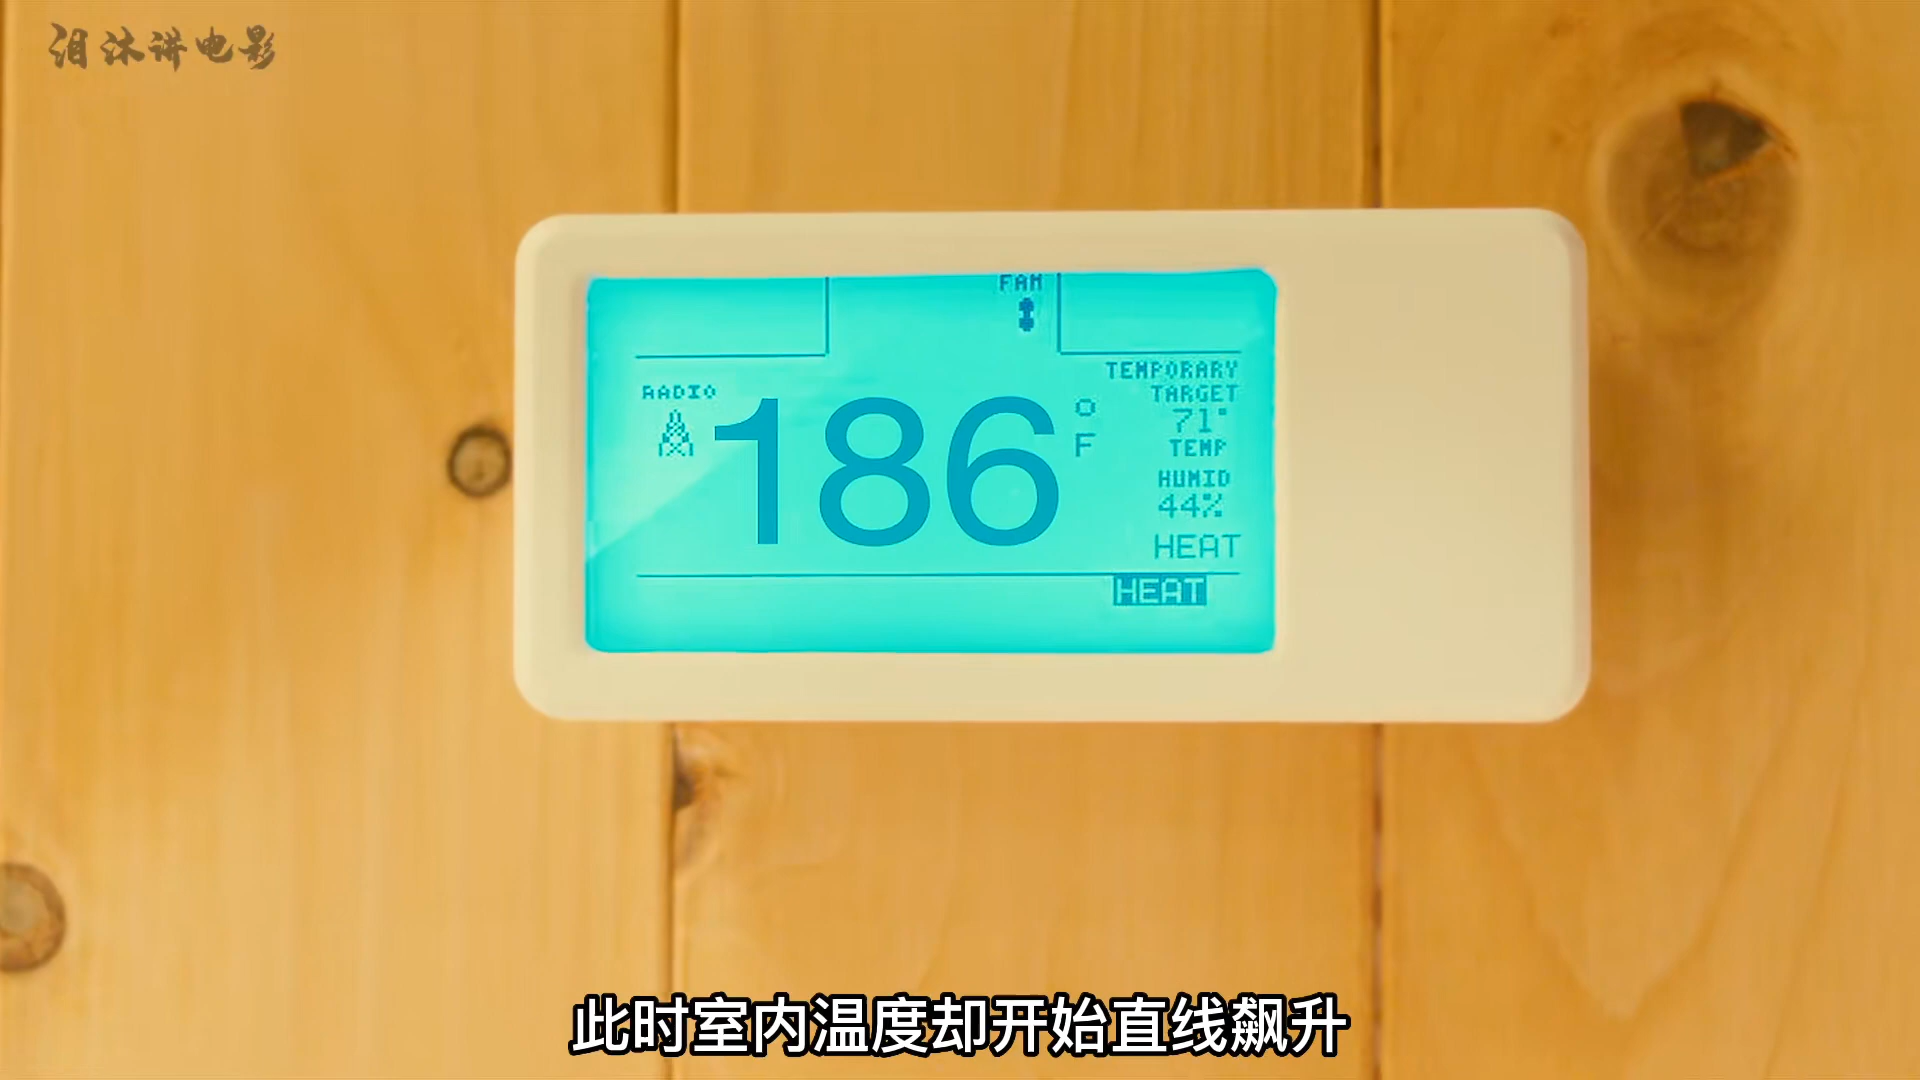 泪沐讲电影
FAN
TEMPORARY
TARGET
71°
TEMP
RADIO
186
°F
HUMID
44%
HEAT
HEAT
此时室内温度却开始直线飙升